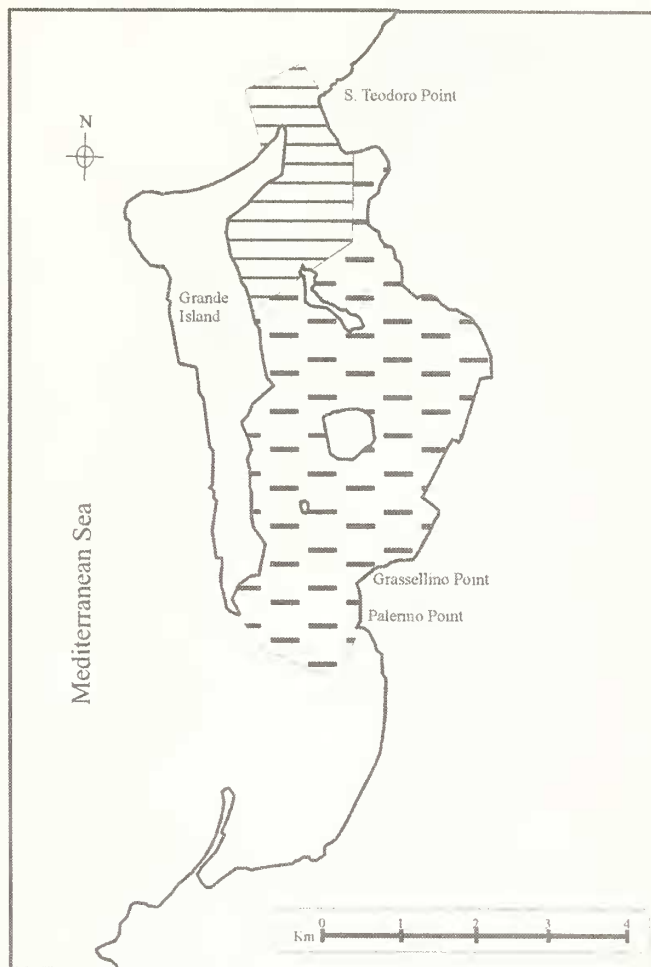 S. Teodoro Point
N
Grande
Island
Mediterranean Sea
Grassellino Point
Palermo Point
0 1 2 3 4
Km